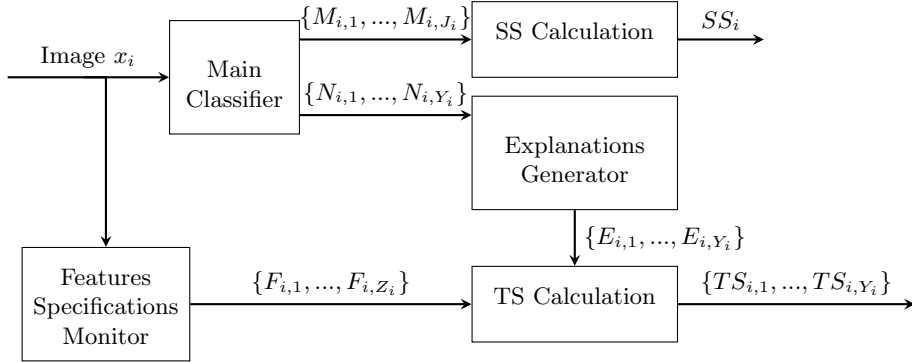 {M_{i,1}, ..., M_{i,J_i}}
SS Calculation
SS_i
Image x_i
Main
Classifier
{N_{i,1}, ..., N_{i,Y_i}}
Explanations
Generator
{E_{i,1}, ..., E_{i,Y_i}}
Features
Specifications
Monitor
{F_{i,1}, ..., F_{i,Z_i}}
TS Calculation
{TS_{i,1}, ..., TS_{i,Y_i}}